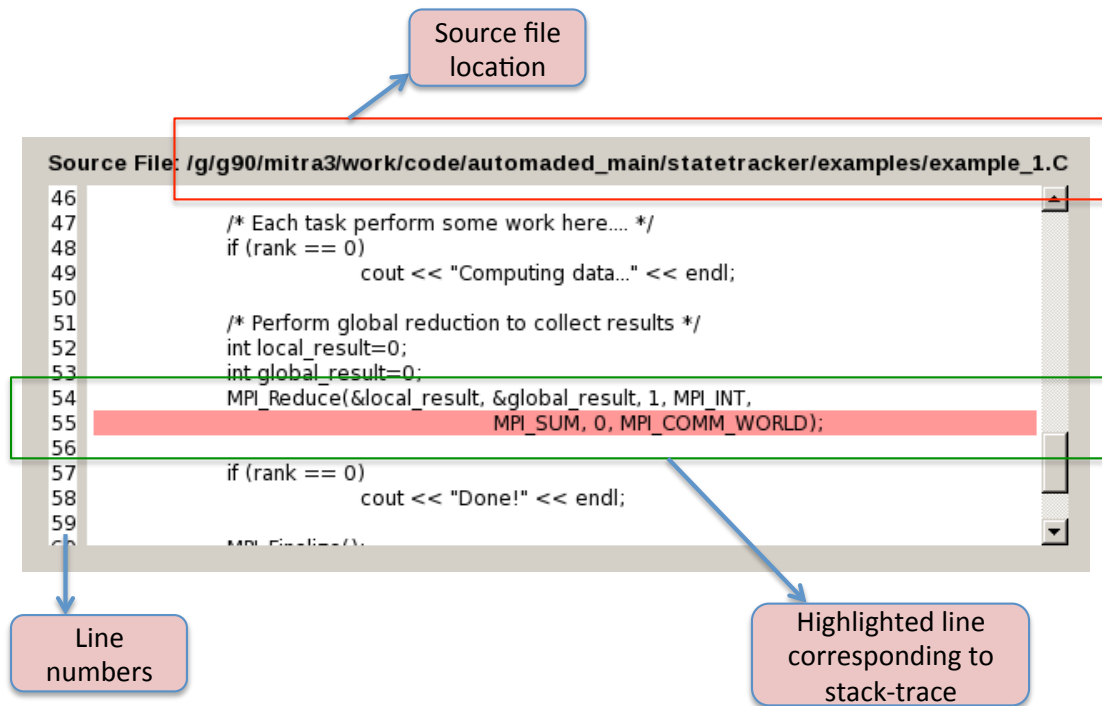 Source file
location
Source File: /g/g90/mitra3/work/code/automaded_main/statetracker/examples/example_1.C
46
47 /* Each task perform some work here.... */
48 if (rank == 0)
49 cout << "Computing data..." << endl;
50
51 /* Perform global reduction to collect results */
52 int local_result=0;
53 int global_result=0;
54 MPI_Reduce(&local_result, &global_result, 1, MPI_INT,
55 MPI_SUM, 0, MPI_COMM_WORLD);
56
57 if (rank == 0)
58 cout << "Done!" << endl;
59
60 MPI_Finalize();
Line
numbers
Highlighted line
corresponding to
stack-trace